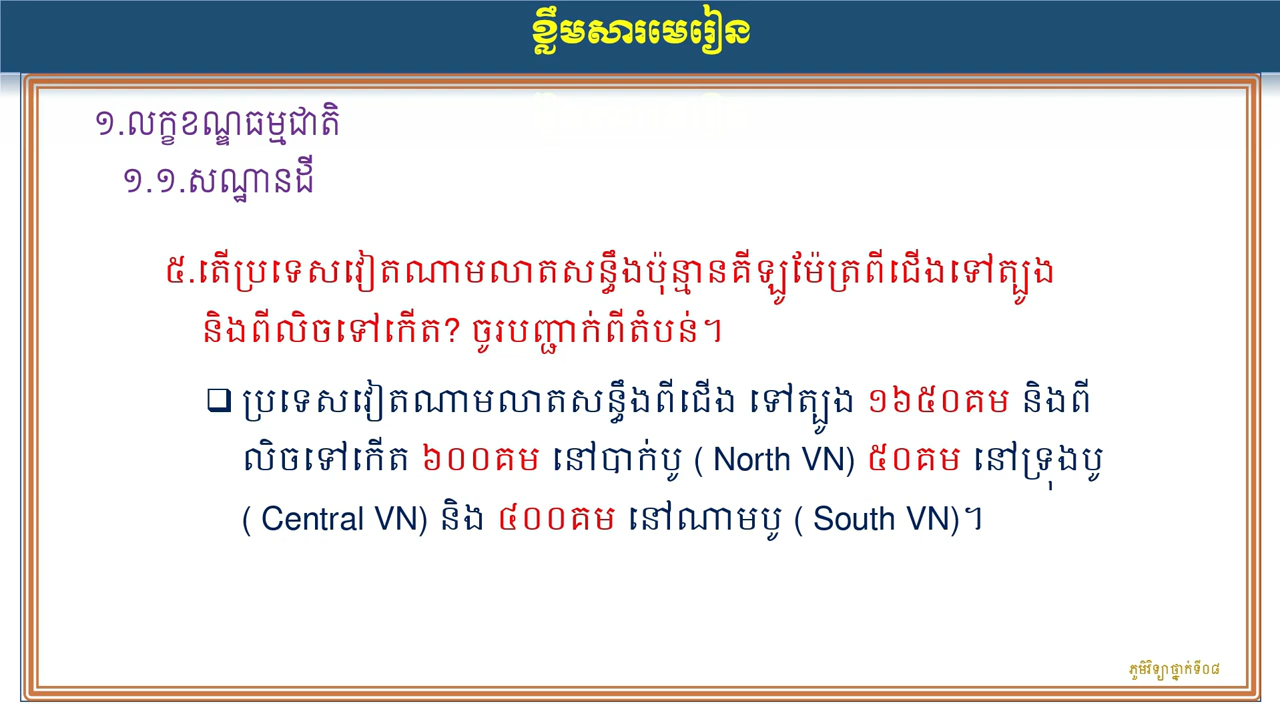 ខ្លឹមសារមេរៀន
១.លក្ខខណ្ឌធម្មជាតិ
១.១.សណ្ឋានដី
៥.តើប្រទេសវៀតណាមលាតសន្ធឹងប៉ុន្មានគីឡូម៉ែត្រពីជើងទៅត្បូង
និងពីលិចទៅកើត? ចូរបញ្ជាក់ពីតំបន់។
❑ ប្រទេសវៀតណាមលាតសន្ធឹងពីជើង ទៅត្បូង ១៦៥០គម និងពី
លិចទៅកើត ៦០០គម នៅបាក់បូ ( North VN) ៥០គម នៅទ្រុងបូ
( Central VN) និង ៤០០គម នៅណាមបូ ( South VN)។
ភូមិវិទ្យាថ្នាក់ទី០៨